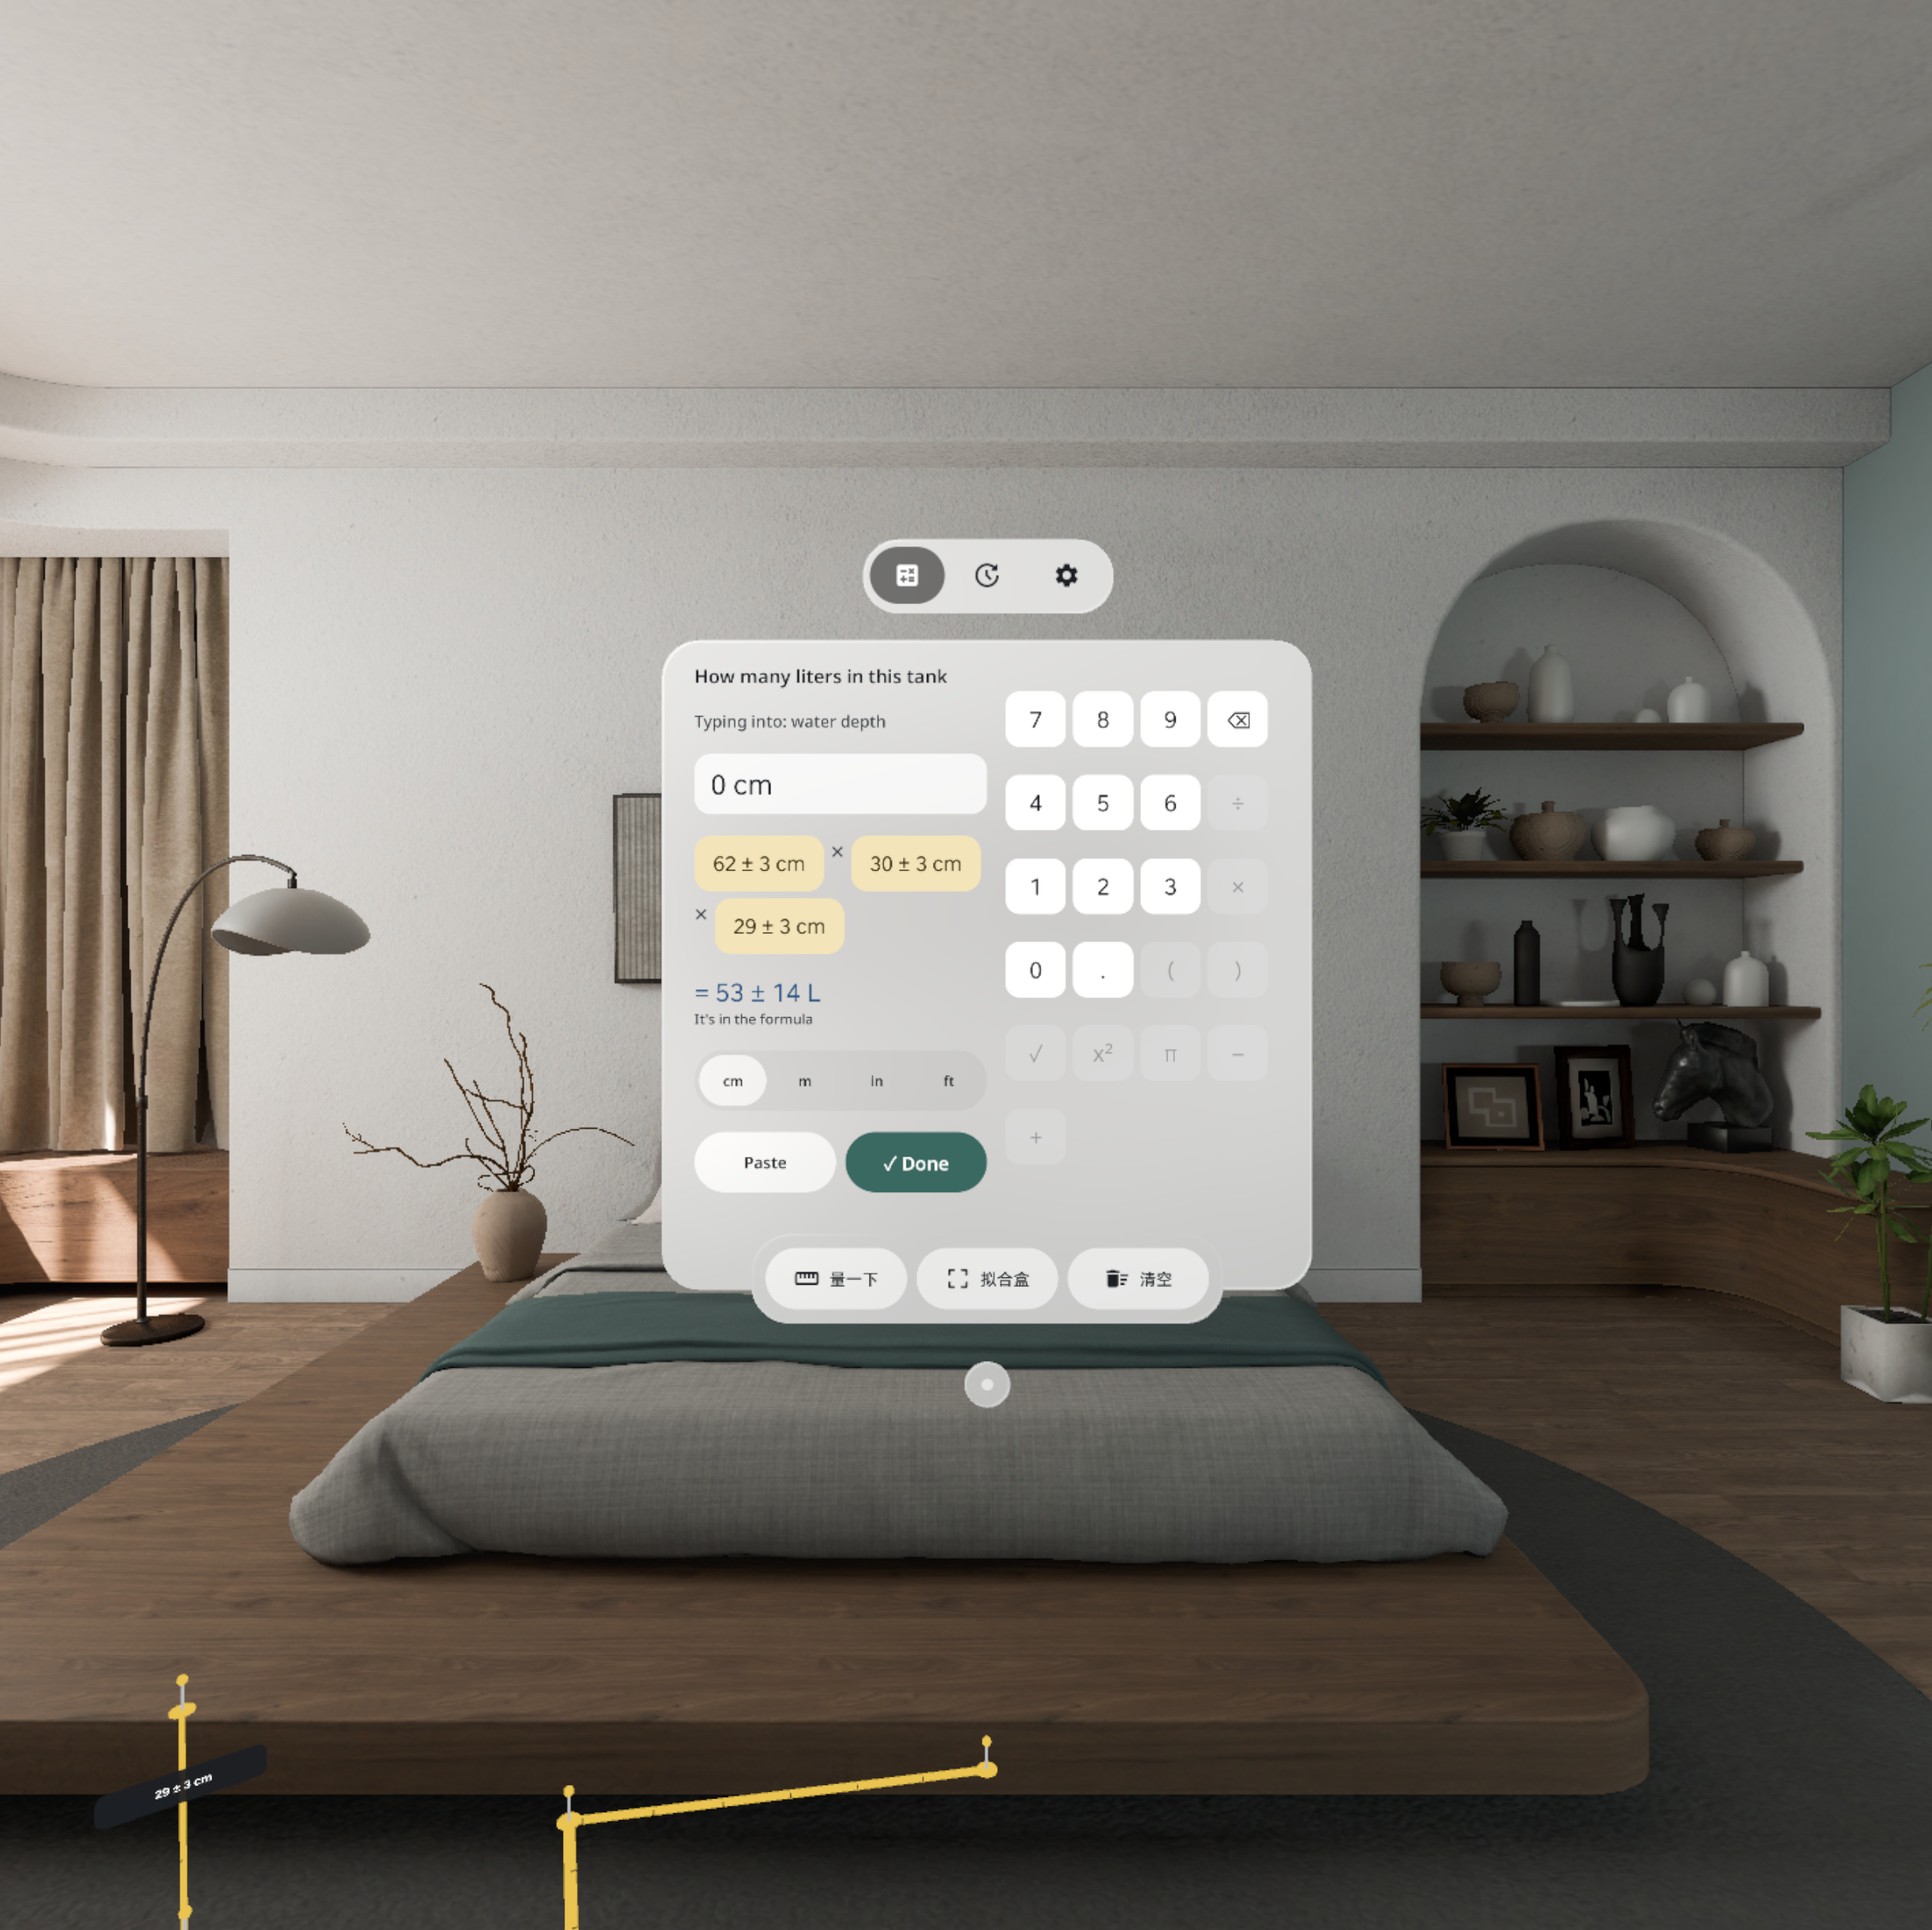 How many liters in this tank
Typing into: water depth
0 cm
62 ± 3 cm × 30 ± 3 cm
× 29 ± 3 cm
= 53 ± 14 L
It's in the formula
cm m in ft
Paste ✓ Done
7 8 9
4 5 6 ÷
1 2 3 ×
0 . ( )
√ x² π −
+
量一下 拟合盒 清空
29 ± 3 cm